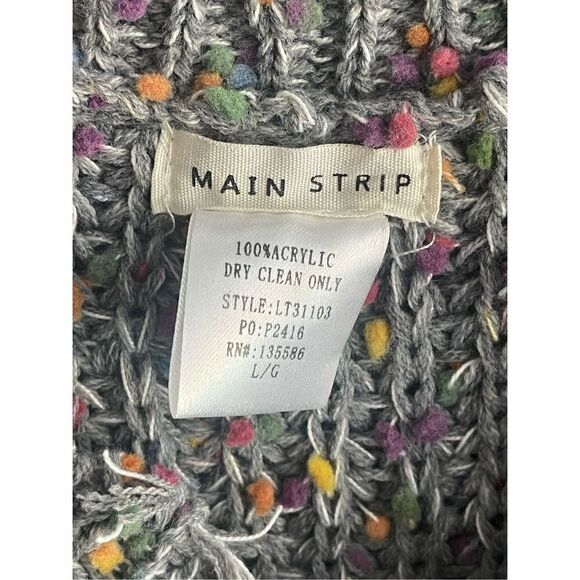 MAIN STRIP
100%ACRYLIC
DRY CLEAN ONLY
STYLE:LT31103
PO:P2416
RN#:135586
L/G